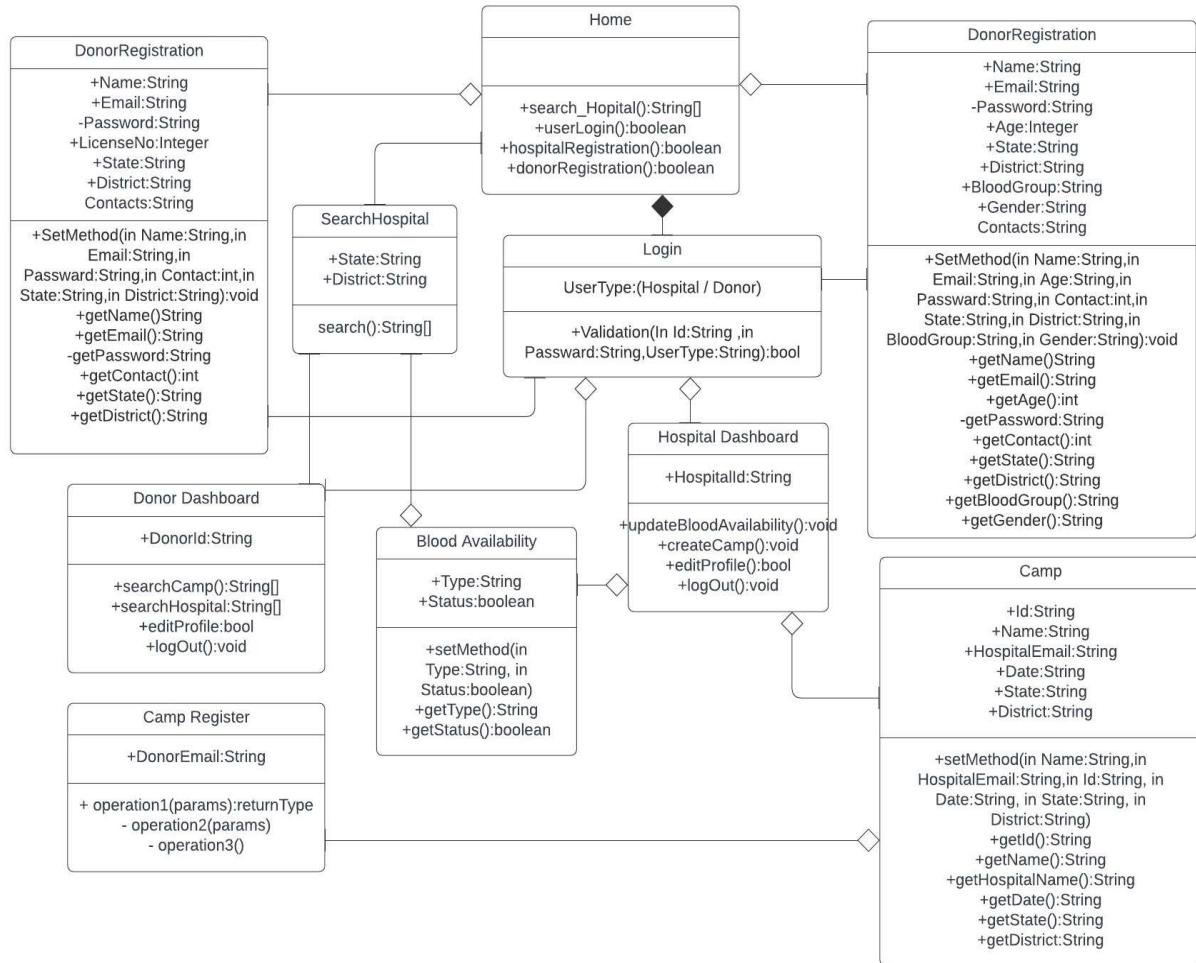 Home
+search_Hopital():String[]
+userLogin():boolean
+hospitalRegistration():boolean
+donorRegistration():boolean
DonorRegistration
+Name:String
+Email:String
-Password:String
+LicenseNo:Integer
+State:String
+District:String
Contacts:String
+SetMethod(in Name:String,in
Email:String,in
Passward:String,in Contact:int,in
State:String,in District:String):void
+getName()String
+getEmail():String
-getPassword:String
+getContact():int
+getState():String
+getDistrict():String
DonorRegistration
+Name:String
+Email:String
-Password:String
+Age:Integer
+State:String
+District:String
+BloodGroup:String
+Gender:String
Contacts:String
+SetMethod(in Name:String,in
Email:String,in Age:String,in
Passward:String,in Contact:int,in
State:String,in District:String,in
BloodGroup:String,in Gender:String):void
+getName()String
+getEmail():String
+getAge():int
-getPassword:String
+getContact():int
+getState():String
+getDistrict():String
+getBloodGroup():String
+getGender():String
SearchHospital
+State:String
+District:String
search():String[]
Login
UserType:(Hospital / Donor)
+Validation(In Id:String ,in
Passward:String,UserType:String):bool
Hospital Dashboard
+HospitalId:String
+updateBloodAvailability():void
+createCamp():void
+editProfile():bool
+logOut():void
Donor Dashboard
+DonorId:String
+searchCamp():String[]
+searchHospital:String[]
+editProfile:bool
+logOut():void
Blood Availability
+Type:String
+Status:boolean
+setMethod(in
Type:String, in
Status:boolean)
+getType():String
+getStatus():boolean
Camp
+Id:String
+Name:String
+HospitalEmail:String
+Date:String
+State:String
+District:String
+setMethod(in Name:String,in
HospitalEmail:String,in Id:String, in
Date:String, in State:String, in
District:String)
+getId():String
+getName():String
+getHospitalName():String
+getDate():String
+getState():String
+getDistrict:String
Camp Register
+DonorEmail:String
+ operation1(params):returnType
- operation2(params)
- operation3()